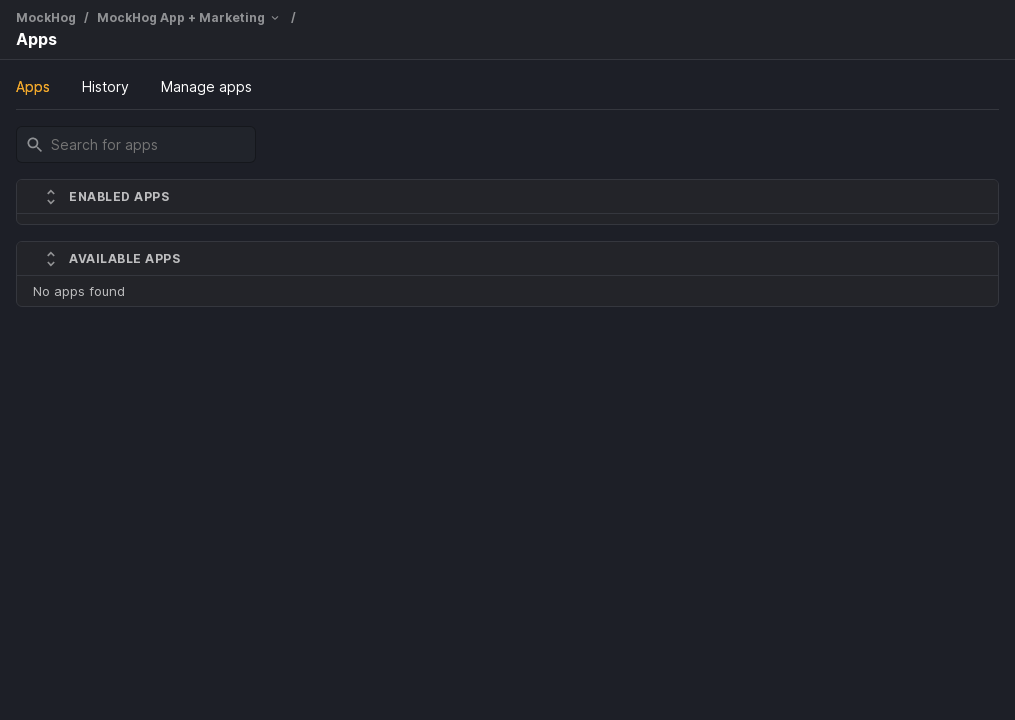 MockHog / MockHog App + Marketing /
Apps
Apps History Manage apps
Search for apps
ENABLED APPS
AVAILABLE APPS
No apps found